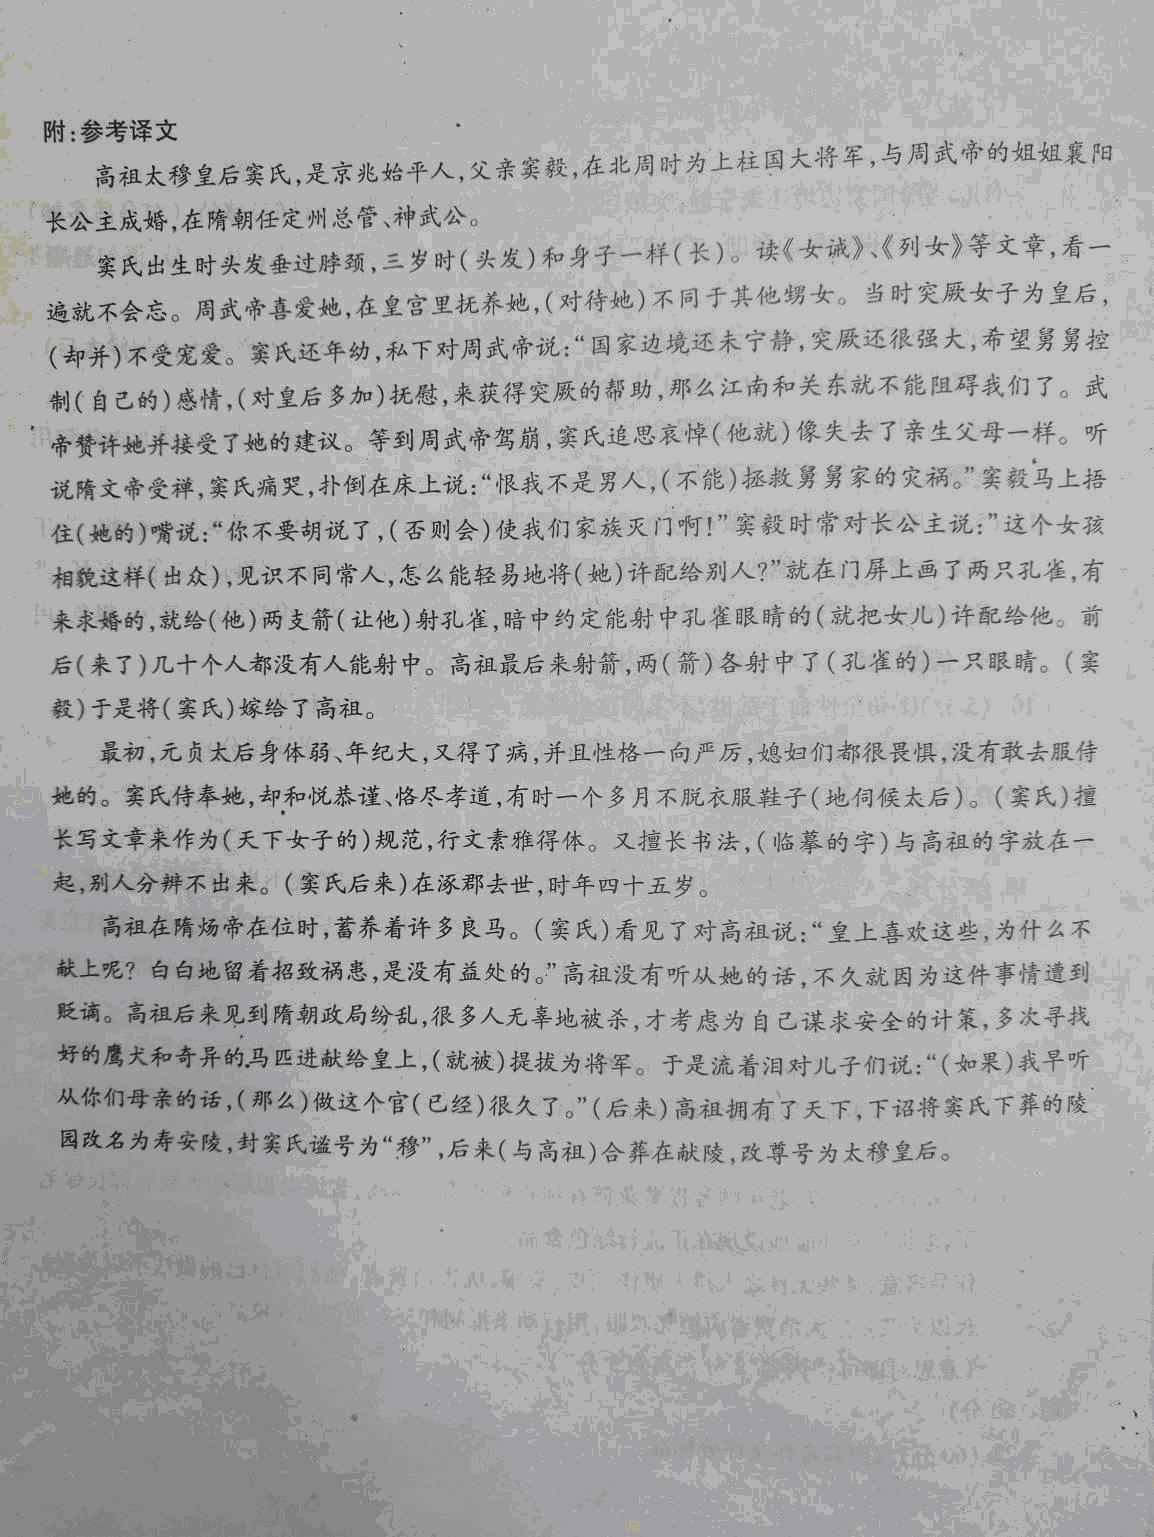 附:参考译文
高祖太穆皇后窦氏,是京兆始平人,父亲窦毅,在北周时为上柱国大将军,与周武帝的姐姐襄阳
长公主成婚,在隋朝任定州总管、神武公。
窦氏出生时头发垂过脖颈,三岁时(头发)和身子一样(长)。读《女诫》、《列女》等文章,看一
遍就不会忘。周武帝喜爱她,在皇宫里抚养她,(对待她)不同于其他甥女。当时突厥女子为皇后,
(却并)不受宠爱。窦氏还年幼,私下对周武帝说:“国家边境还未宁静,突厥还很强大,希望舅舅控
制(自己的)感情,(对皇后多加)抚慰,来获得突厥的帮助,那么江南和关东就不能阻碍我们了。武
帝赞许她并接受了她的建议。等到周武帝驾崩,窦氏追思哀悼(他就)像失去了亲生父母一样。听
说隋文帝受禅,窦氏痛哭,扑倒在床上说:“恨我不是男人,(不能)拯救舅舅家的灾祸。”窦毅马上捂
住(她的)嘴说:“你不要胡说了,(否则会)使我们家族灭门啊!”窦毅时常对长公主说:”这个女孩
相貌这样(出众),见识不同常人,怎么能轻易地将(她)许配给别人?”就在门屏上画了两只孔雀,有
来求婚的,就给(他)两支箭(让他)射孔雀,暗中约定能射中孔雀眼睛的(就把女儿)许配给他。前
后(来了)几十个人都没有人能射中。高祖最后来射箭,两(箭)各射中了(孔雀的)一只眼睛。(窦
毅)于是将(窦氏)嫁给了高祖。
最初,元贞太后身体弱、年纪大,又得了病,并且性格一向严厉,媳妇们都很畏惧,没有敢去服侍
她的。窦氏侍奉她,却和悦恭谨、恪尽孝道,有时一个多月不脱衣服鞋子(地伺候太后)。(窦氏)擅
长写文章来作为(天下女子的)规范,行文素雅得体。又擅长书法,(临摹的字)与高祖的字放在一
起,别人分辨不出来。(窦氏后来)在涿郡去世,时年四十五岁。
高祖在隋炀帝在位时,蓄养着许多良马。(窦氏)看见了对高祖说:“皇上喜欢这些,为什么不
献上呢?白白地留着招致祸患,是没有益处的。”高祖没有听从她的话,不久就因为这件事情遭到
贬谪。高祖后来见到隋朝政局纷乱,很多人无辜地被杀,才考虑为自己谋求安全的计策,多次寻找
好的鹰犬和奇异的马匹进献给皇上,(就被)提拔为将军。于是流着泪对儿子们说:“(如果)我早听
从你们母亲的话,(那么)做这个官(已经)很久了。”(后来)高祖拥有了天下,下诏将窦氏下葬的陵
园改名为寿安陵,封窦氏谥号为“穆”,后来(与高祖)合葬在献陵,改尊号为太穆皇后。